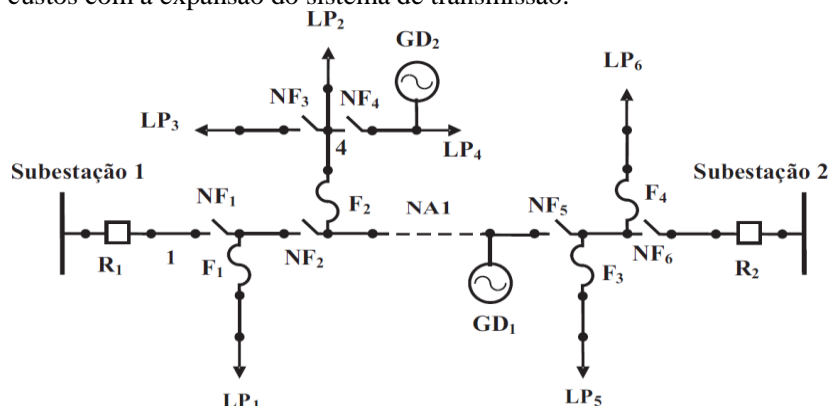 custos com a expansão do sistema de transmissão.
LP2
GD2
LP6
NF3 NF4
LP3
4
LP4
Subestação 1
Subestação 2
NF1
F2
NA1
NF5
F4
R1
1
F1
NF2
F3
NF6
R2
GD1
LP1
LP5